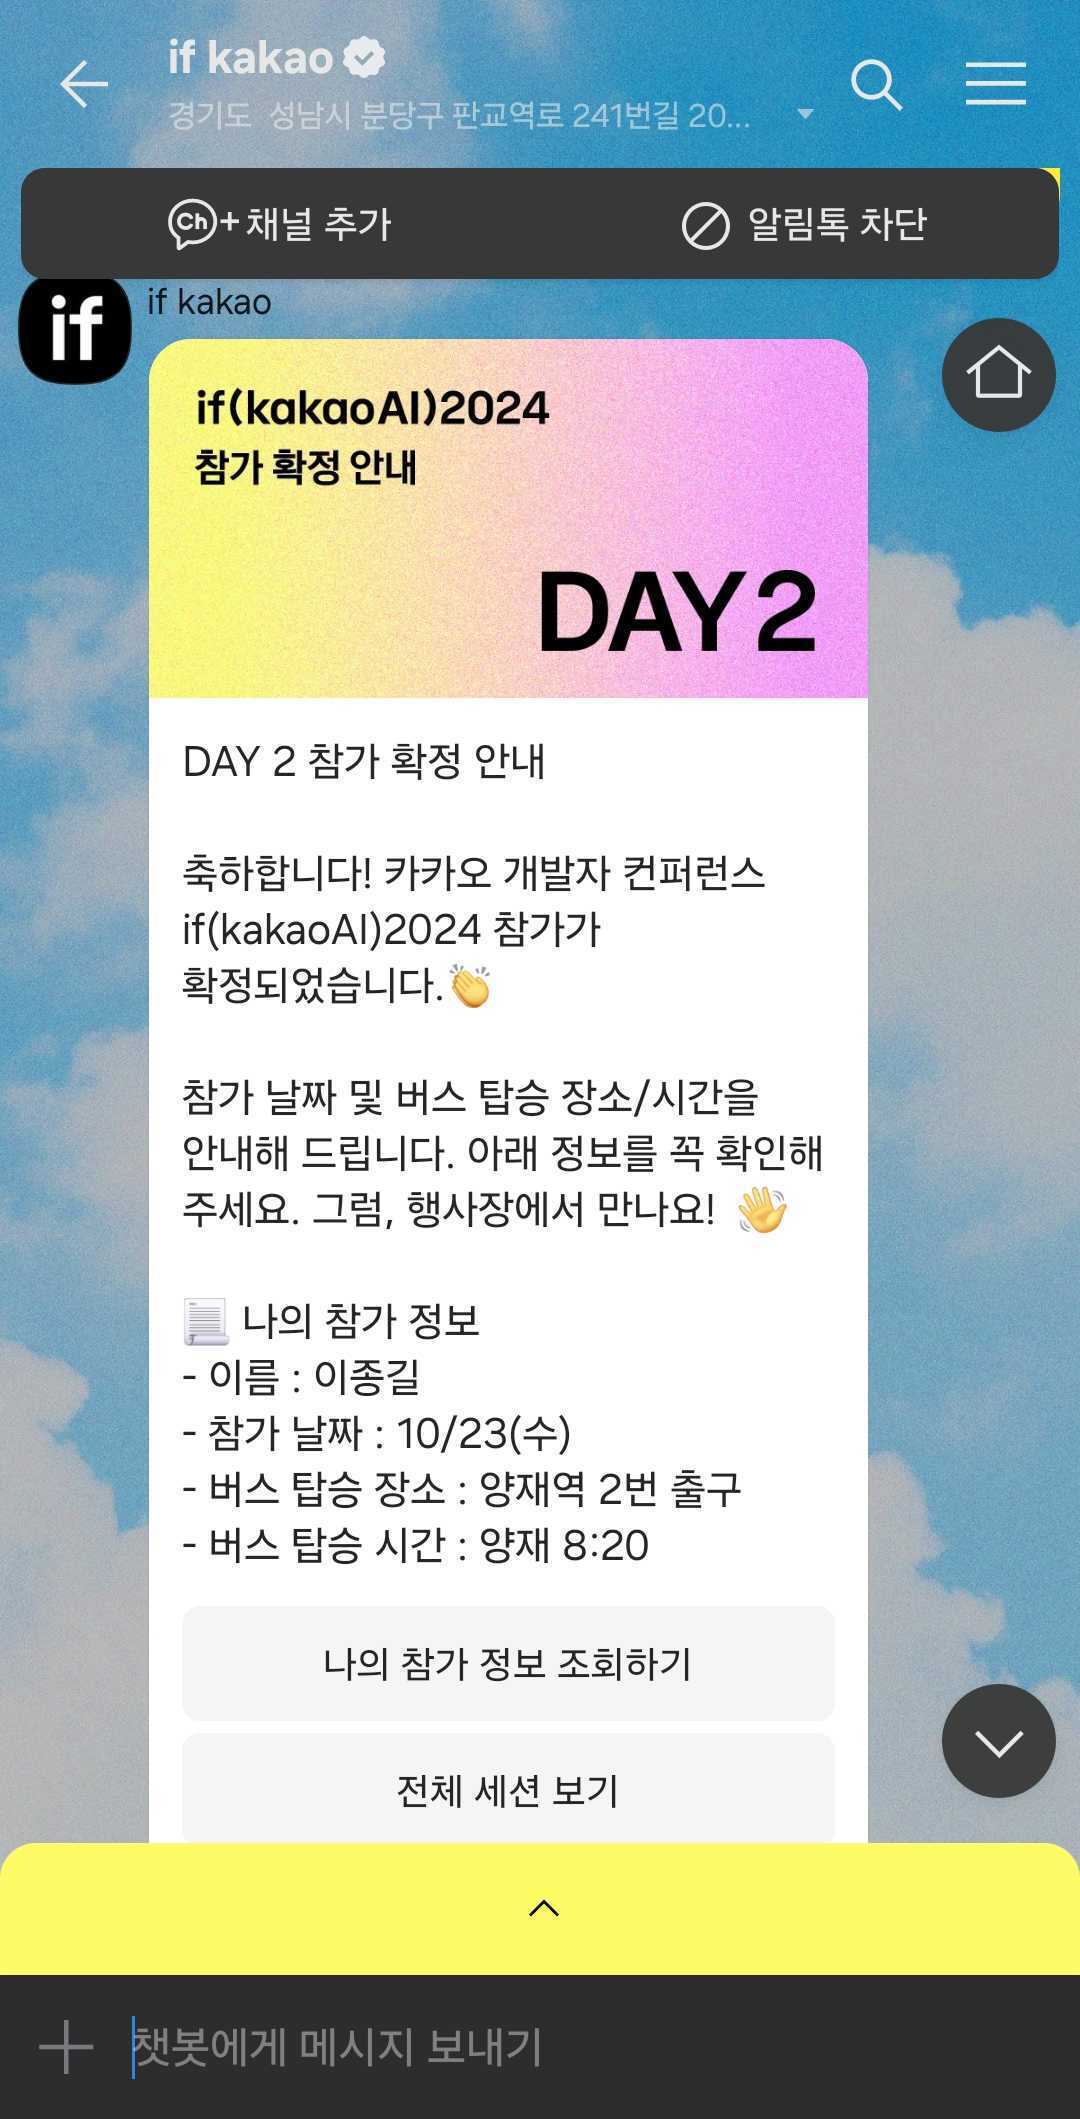 if kakao
경기도 성남시 분당구 판교역로 241번길 20...
Ch+ 채널 추가
알림톡 차단
if
if kakao
if(kakaoAI)2024
참가 확정 안내
DAY 2
DAY 2 참가 확정 안내
축하합니다! 카카오 개발자 컨퍼런스
if(kakaoAI)2024 참가가
확정되었습니다.👏
참가 날짜 및 버스 탑승 장소/시간을
안내해 드립니다. 아래 정보를 꼭 확인해
주세요. 그럼, 행사장에서 만나요! 👋
📃 나의 참가 정보
- 이름 : 이종길
- 참가 날짜 : 10/23(수)
- 버스 탑승 장소 : 양재역 2번 출구
- 버스 탑승 시간 : 양재 8:20
나의 참가 정보 조회하기
전체 세션 보기
챗봇에게 메시지 보내기